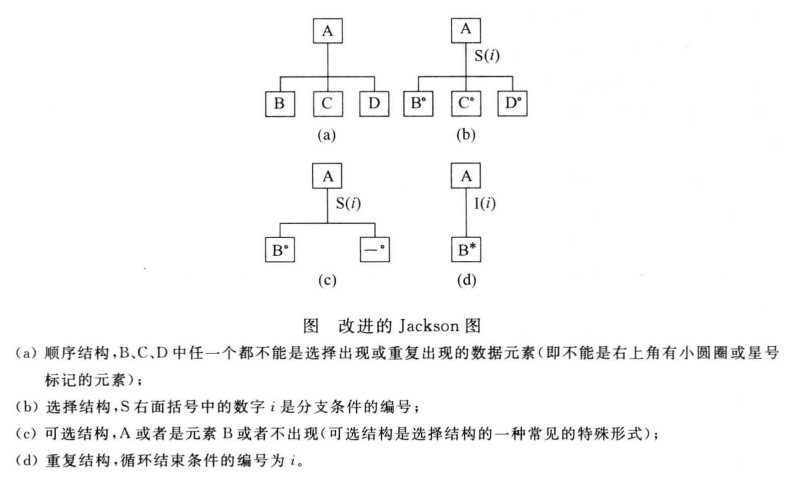 A A
S(i)
B C D B° C° D°
(a) (b)
A A
S(i) I(i)
B° —° B*
(c) (d)
图 改进的 Jackson 图
(a) 顺序结构,B、C、D中任一个都不能是选择出现或重复出现的数据元素(即不能是右上角有小圆圈或星号
标记的元素);
(b) 选择结构,S右面括号中的数字 i 是分支条件的编号;
(c) 可选结构,A 或者是元素 B 或者不出现(可选结构是选择结构的一种常见的特殊形式);
(d) 重复结构,循环结束条件的编号为 i。